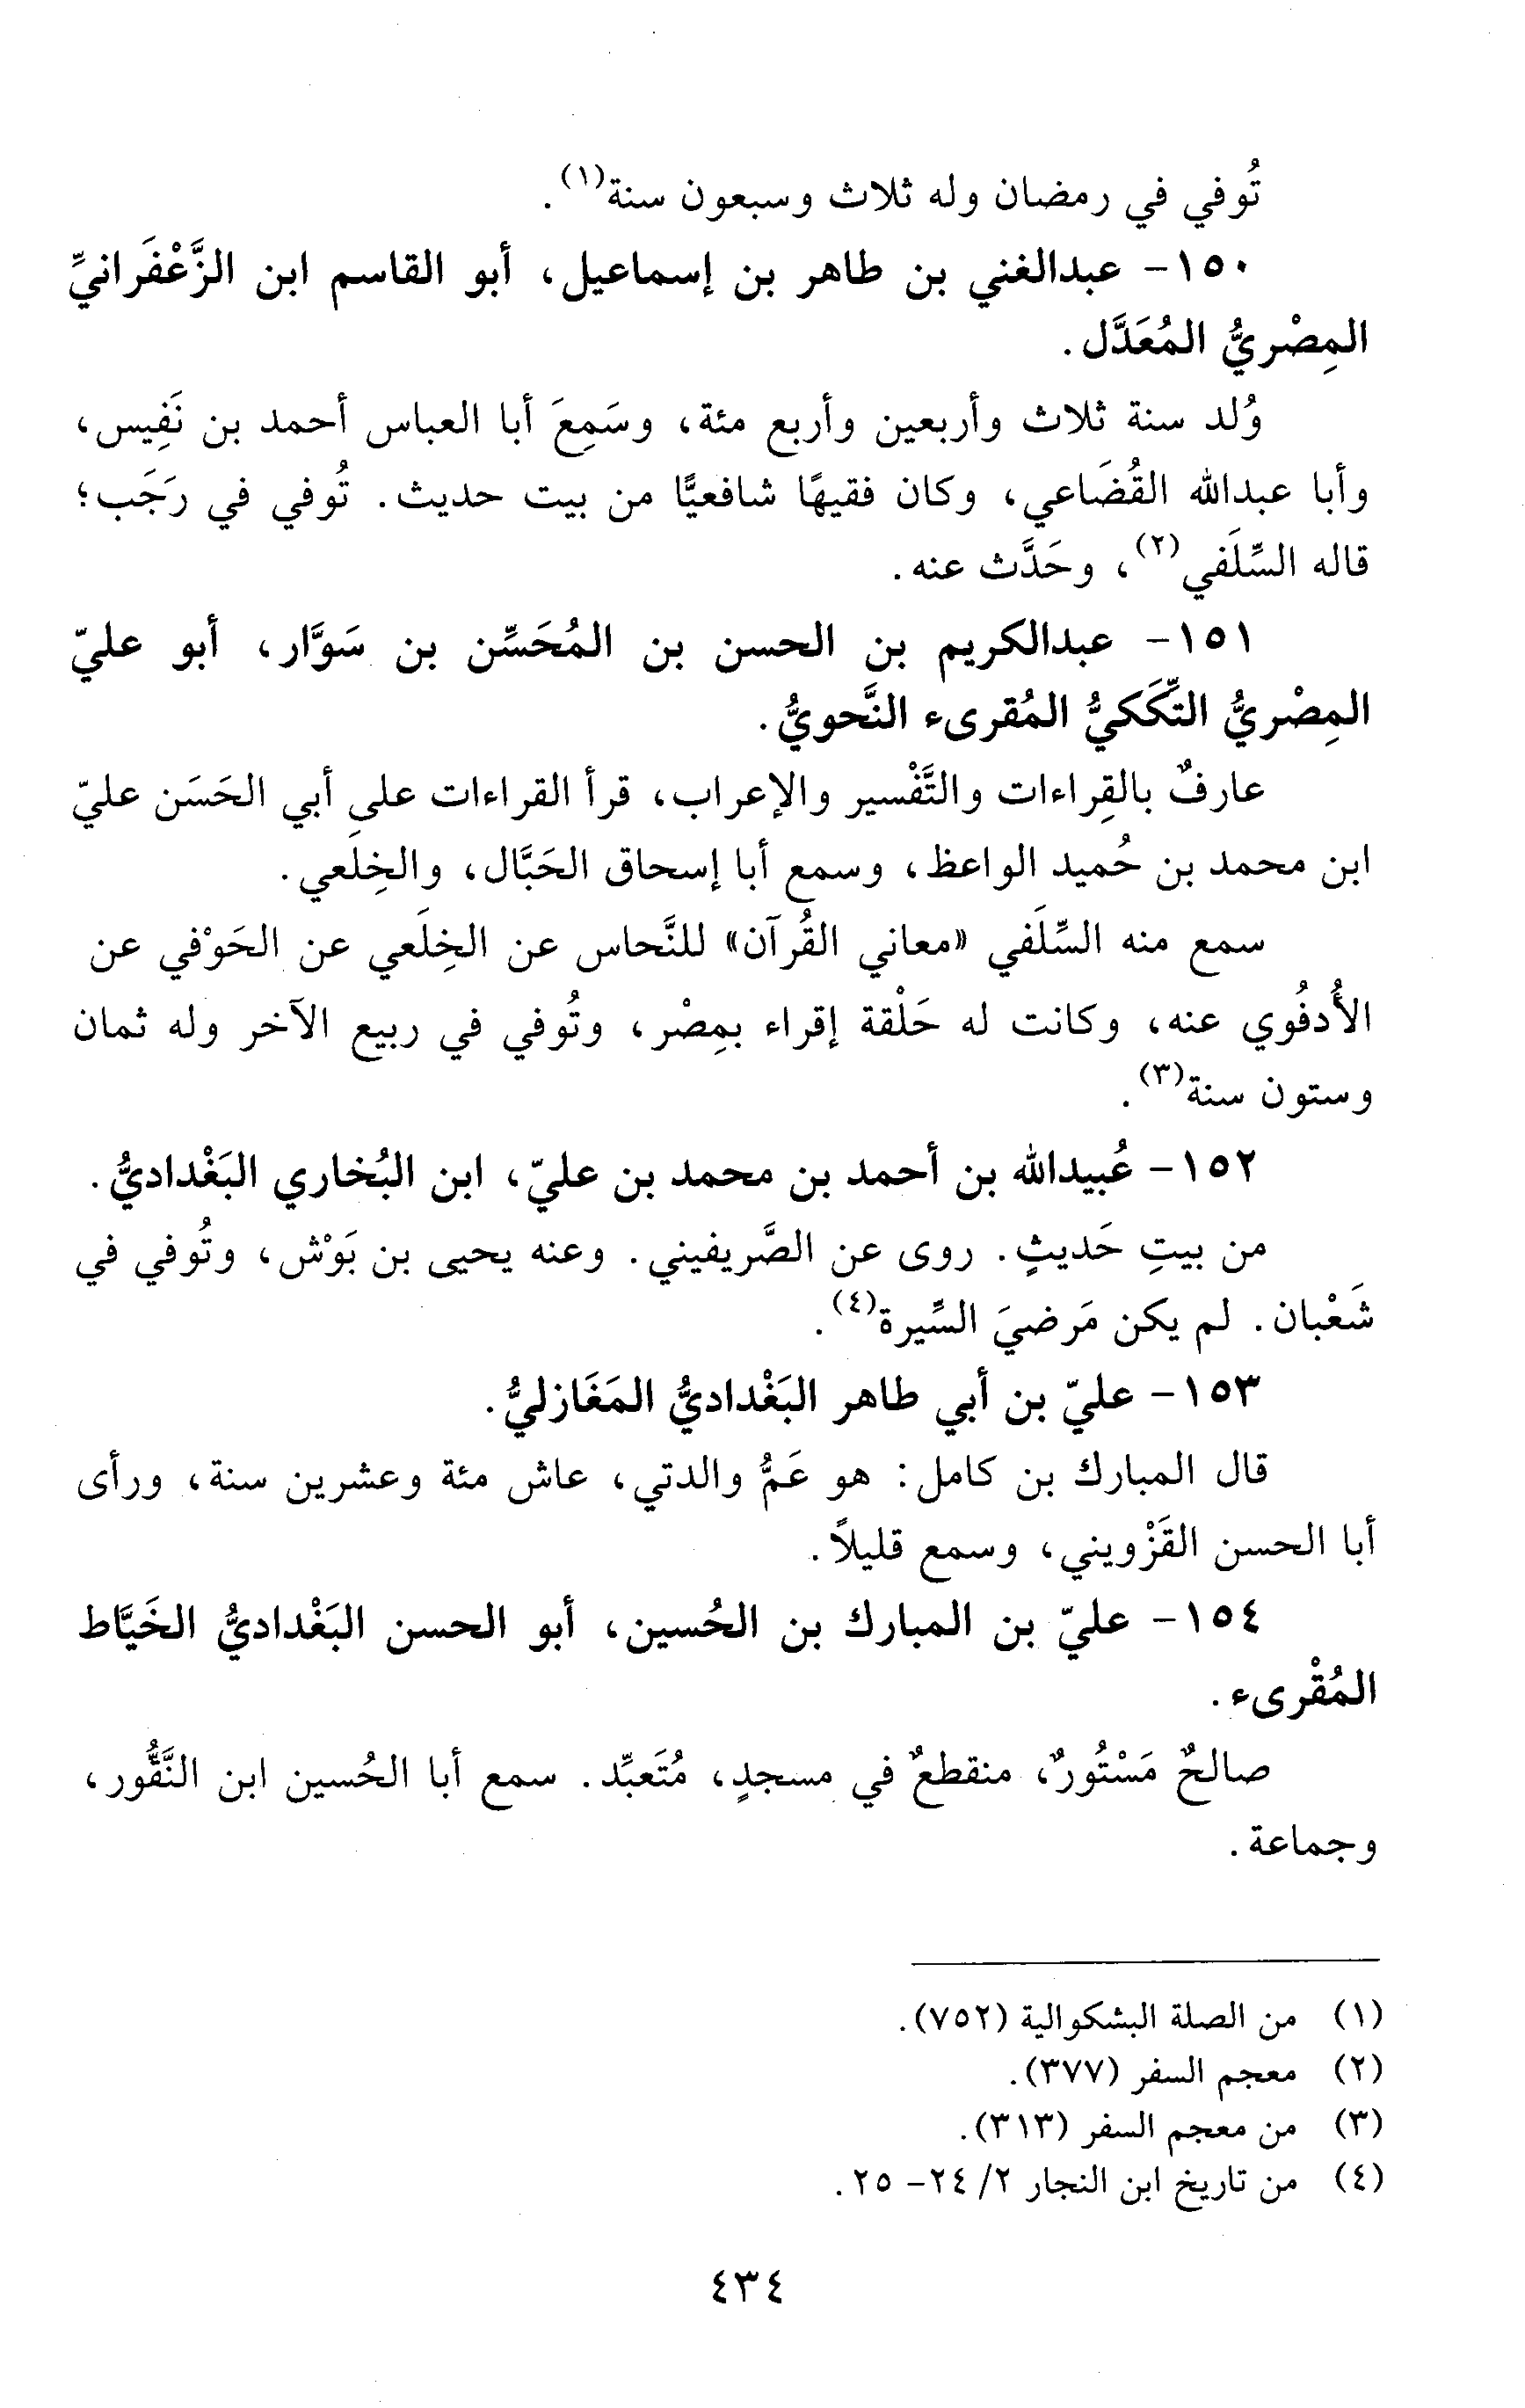 تُوفي في رمضان وله ثلاث وسبعون سنة(١).
١٥٠- عبدالغني بن طاهر بن إسماعيل، أبو القاسم ابن الزَّعْفَرانيِّ
المِصْريُّ المُعَدَّل.
وُلد سنة ثلاث وأربعين وأربع مئة، وسَمِعَ أبا العباس أحمد بن نَفِيس،
وأبا عبدالله القُضَاعي، وكان فقيهًا شافعيًّا من بيت حديث. تُوفي في رَجَب؛
قاله السِّلَفي(٢)، وحَدَّث عنه.
١٥١- عبدالكريم بن الحسن بن المُحَسِّن بن سَوَّار، أبو عليّ
المِصْريُّ التِّكَكيُّ المُقرىء النَّحويُّ.
عارفٌ بالقِراءات والتَّفْسير والإعراب، قرأ القراءات على أبي الحَسَن عليّ
ابن محمد بن حُميد الواعظ، وسمع أبا إسحاق الحَبَّال، والخِلَعي.
سمع منه السِّلَفي «معاني القُرآن» للنَّحاس عن الخِلَعي عن الحَوْفي عن
الأُدفُوي عنه، وكانت له حَلْقة إقراء بمِصْر، وتُوفي في ربيع الآخر وله ثمان
وستون سنة(٣).
١٥٢- عُبيدالله بن أحمد بن محمد بن عليّ، ابن البُخاري البَغْداديُّ.
من بيتِ حَديثٍ. روى عن الصَّريفيني. وعنه يحيى بن بَوْش، وتُوفي في
شَعْبان. لم يكن مَرضيَ السِّيرة(٤).
١٥٣- عليّ بن أبي طاهر البَغْداديُّ المَغَازليُّ.
قال المبارك بن كامل: هو عَمُّ والدتي، عاش مئة وعشرين سنة، ورأى
أبا الحسن القَزْويني، وسمع قليلاً.
١٥٤- عليّ بن المبارك بن الحُسين، أبو الحسن البَغْداديُّ الخَيَّاط
المُقْرىء.
صالحٌ مَسْتُورٌ، منقطعٌ في مسجدٍ، مُتَعبِّد. سمع أبا الحُسين ابن النَّقُّور،
وجماعة.
(١) من الصلة البشكوالية (٧٥٢).
(٢) معجم السفر (٣٧٧).
(٣) من معجم السفر (٣١٣).
(٤) من تاريخ ابن النجار ٢/ ٢٤- ٢٥.
٤٣٤